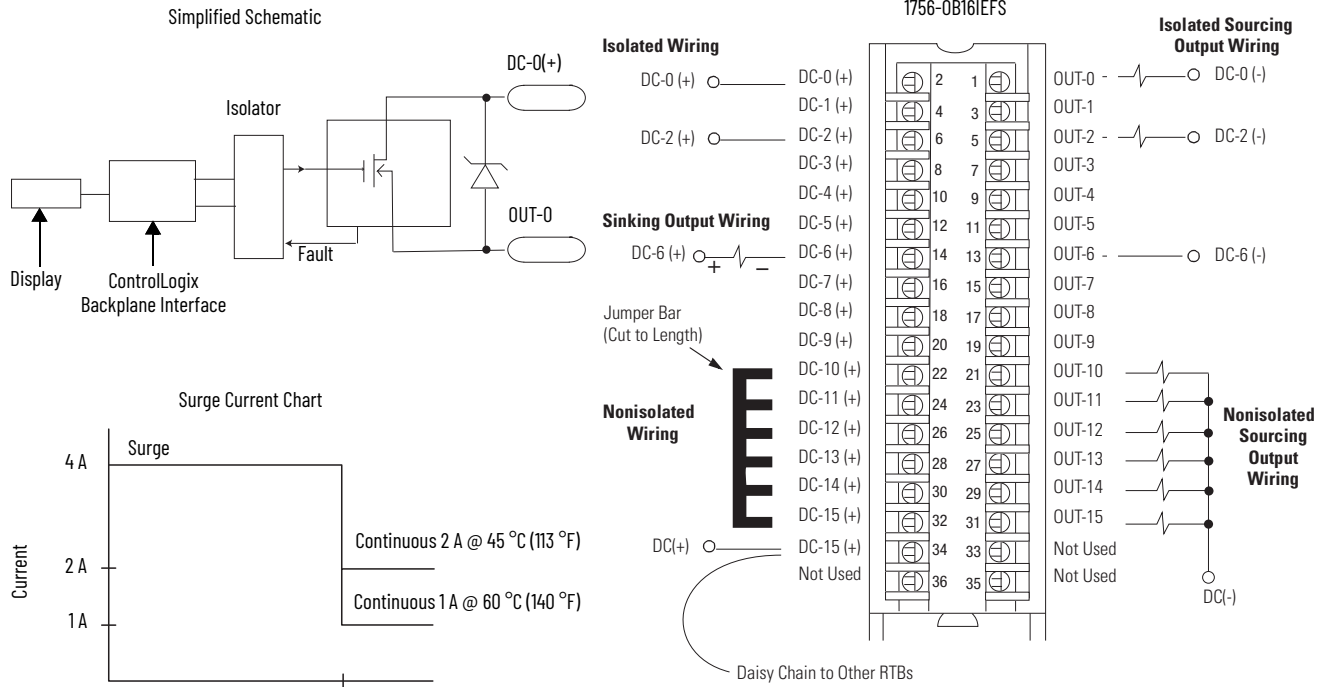 Simplified Schematic
DC-0(+)
Isolator
OUT-0
Fault
Display
ControlLogix
Backplane Interface
Surge Current Chart
Current
Surge
4 A
2 A
1 A
Continuous 2 A @ 45 °C (113 °F)
Continuous 1 A @ 60 °C (140 °F)
1756-OB16IEFS
Isolated Wiring
Isolated Sourcing
Output Wiring
DC-0 (+) DC-0 (+) 2 1 OUT-0 DC-0 (-)
DC-1 (+) 4 3 OUT-1
DC-2 (+) DC-2 (+) 6 5 OUT-2 DC-2 (-)
DC-3 (+) 8 7 OUT-3
DC-4 (+) 10 9 OUT-4
Sinking Output Wiring
DC-5 (+) 12 11 OUT-5
DC-6 (+) + – DC-6 (+) 14 13 OUT-6 DC-6 (-)
DC-7 (+) 16 15 OUT-7
Jumper Bar
(Cut to Length)
DC-8 (+) 18 17 OUT-8
DC-9 (+) 20 19 OUT-9
DC-10 (+) 22 21 OUT-10
DC-11 (+) 24 23 OUT-11
Nonisolated
Wiring
DC-12 (+) 26 25 OUT-12
DC-13 (+) 28 27 OUT-13
DC-14 (+) 30 29 OUT-14
DC-15 (+) 32 31 OUT-15
Nonisolated
Sourcing
Output
Wiring
DC(+) DC-15 (+) 34 33 Not Used
Not Used 36 35 Not Used
DC(-)
Daisy Chain to Other RTBs